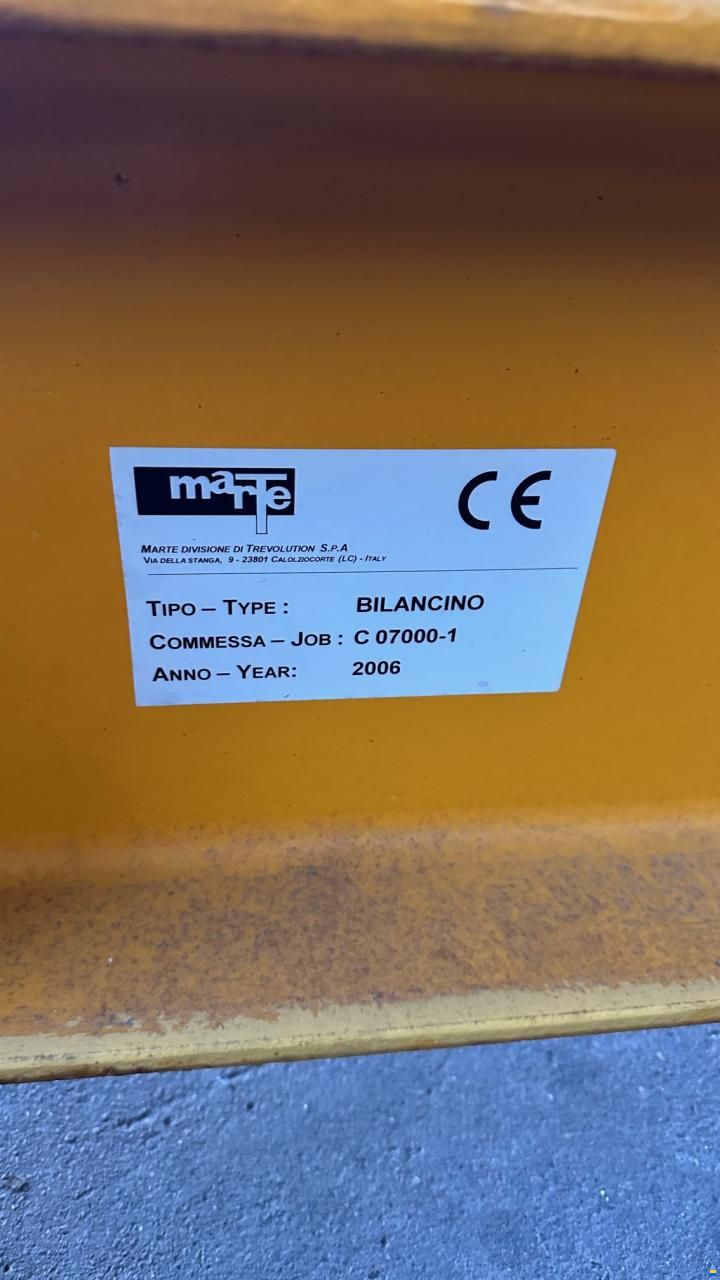 marTe
CE
MARTE DIVISIONE DI TREVOLUTION S.P.A
VIA DELLA STANGA, 9 - 23801 CALOLZIOCORTE (LC) - ITALY
TIPO – TYPE : BILANCINO
COMMESSA – JOB : C 07000-1
ANNO – YEAR: 2006